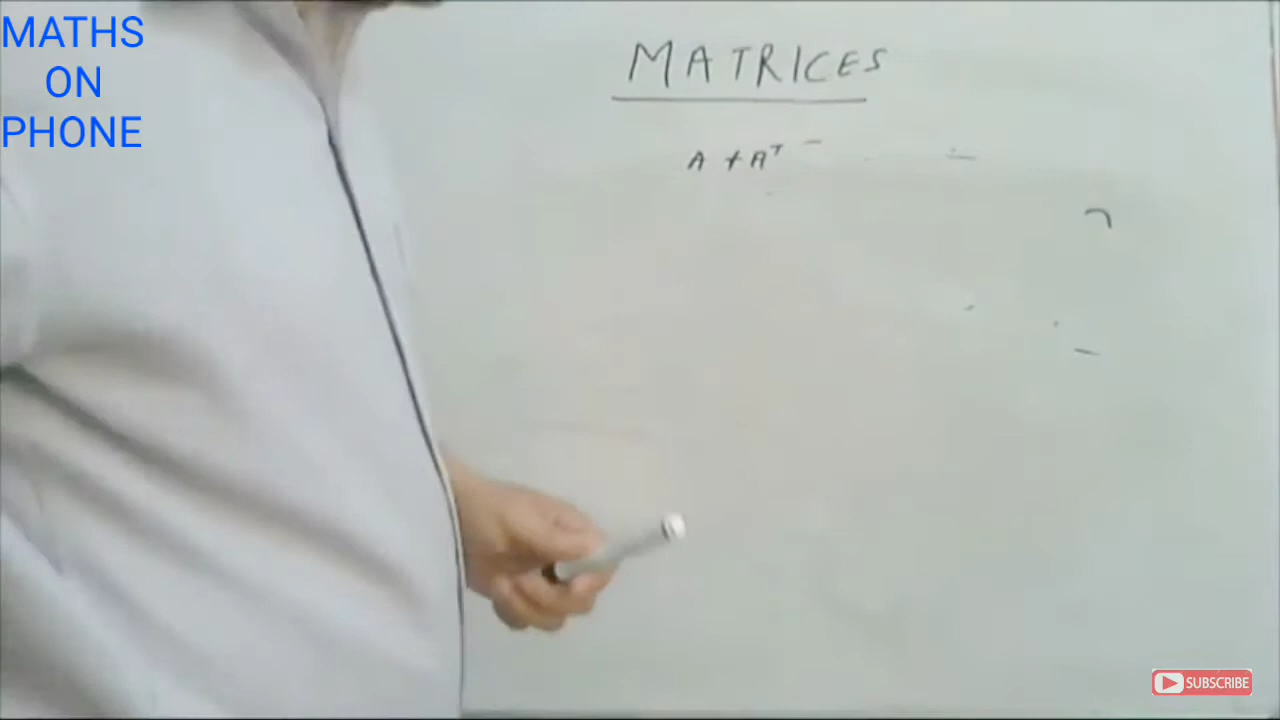 MATHS
ON
PHONE
MATRICES
A + Aᵀ
SUBSCRIBE